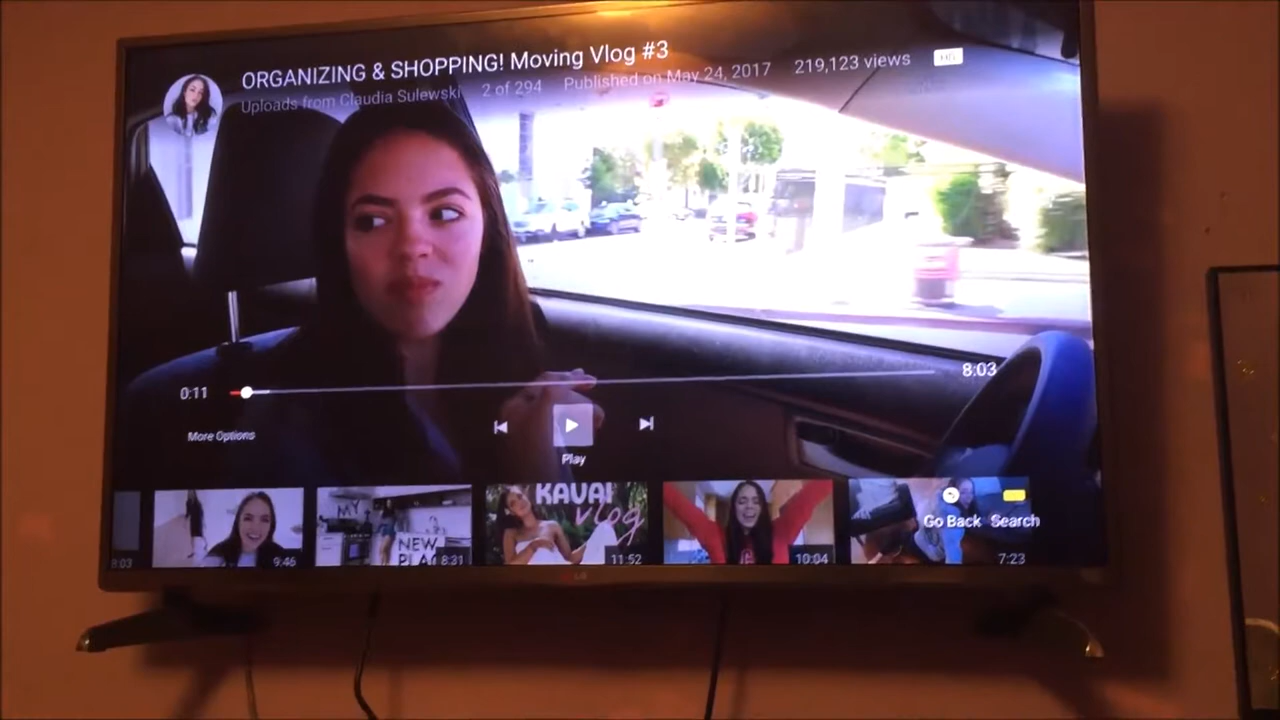 ORGANIZING & SHOPPING! Moving Vlog #3
Uploads from Claudia Sulewski 2 of 294 Published on May 24, 2017 219,123 views HD
0:11 8:03
More Options
Play
KAVAI
vlog
MY
NEW
Go Back Search
8:03 9:46 8:31 11:52 10:04 7:23
LG